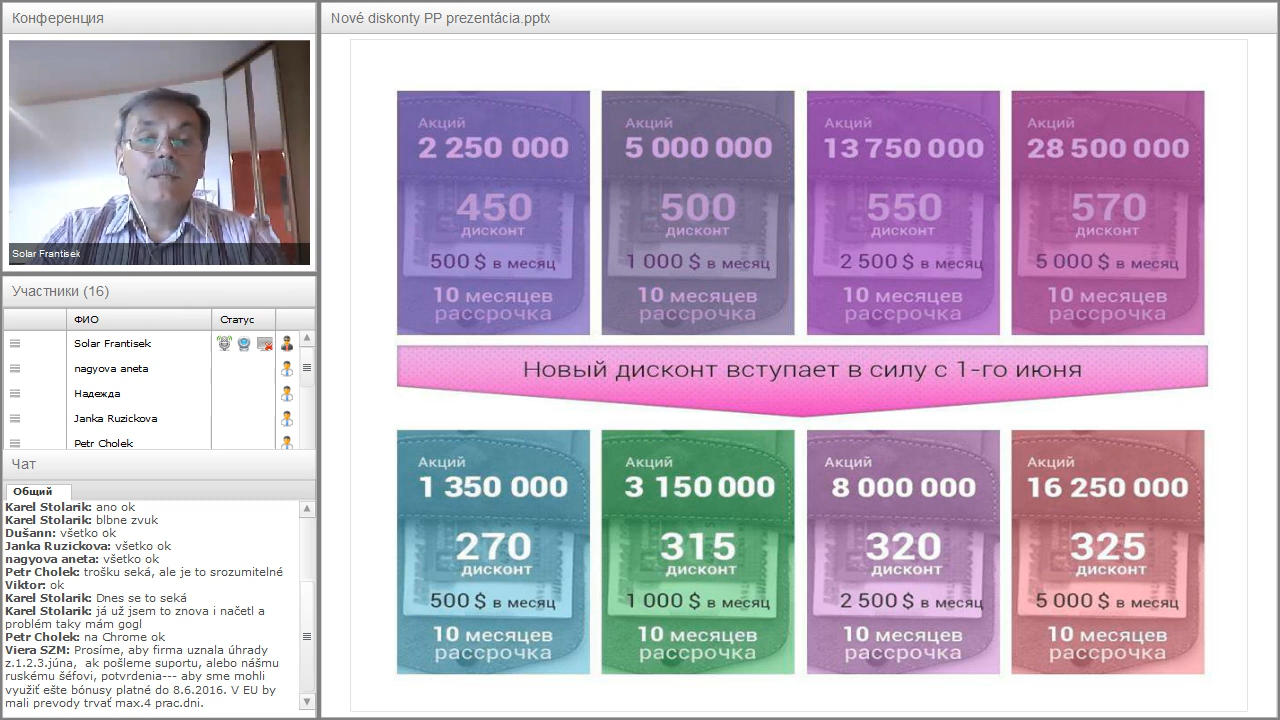 Конференция
Solar Frantisek
Участники (16)
ФИО Статус
Solar Frantisek
nagyova aneta
Надежда
Janka Ruzickova
Petr Cholek
Чат
Общий
Karel Stolarik: ano ok
Karel Stolarik: blbne zvuk
Dušann: všetko ok
Janka Ruzickova: všetko ok
nagyova aneta: všetko ok
Petr Cholek: trošku seká, ale je to srozumitelné
Viktor: ok
Karel Stolarik: Dnes se to seká
Karel Stolarik: já už jsem to znova i načetl a
problém taky mám gogl
Petr Cholek: na Chrome ok
Viera SZM: Prosíme, aby firma uznala úhrady
z.1.2.3.júna, ak pošleme suportu, alebo nášmu
ruskému šéfovi, potvrdenia--- aby sme mohli
využiť ešte bónusy platné do 8.6.2016. V EU by
mali prevody trvať max.4 prac.dni.
Nové diskonty PP prezentácia.pptx
Акций
2 250 000
450
дисконт
500 $ в месяц
10 месяцев
рассрочка
Акций
5 000 000
500
дисконт
1 000 $ в месяц
10 месяцев
рассрочка
Акций
13 750 000
550
дисконт
2 500 $ в месяц
10 месяцев
рассрочка
Акций
28 500 000
570
дисконт
5 000 $ в месяц
10 месяцев
рассрочка
Новый дисконт вступает в силу с 1-го июня
Акций
1 350 000
270
дисконт
500 $ в месяц
10 месяцев
рассрочка
Акций
3 150 000
315
дисконт
1 000 $ в месяц
10 месяцев
рассрочка
Акций
8 000 000
320
дисконт
2 500 $ в месяц
10 месяцев
рассрочка
Акций
16 250 000
325
дисконт
5 000 $ в месяц
10 месяцев
рассрочка